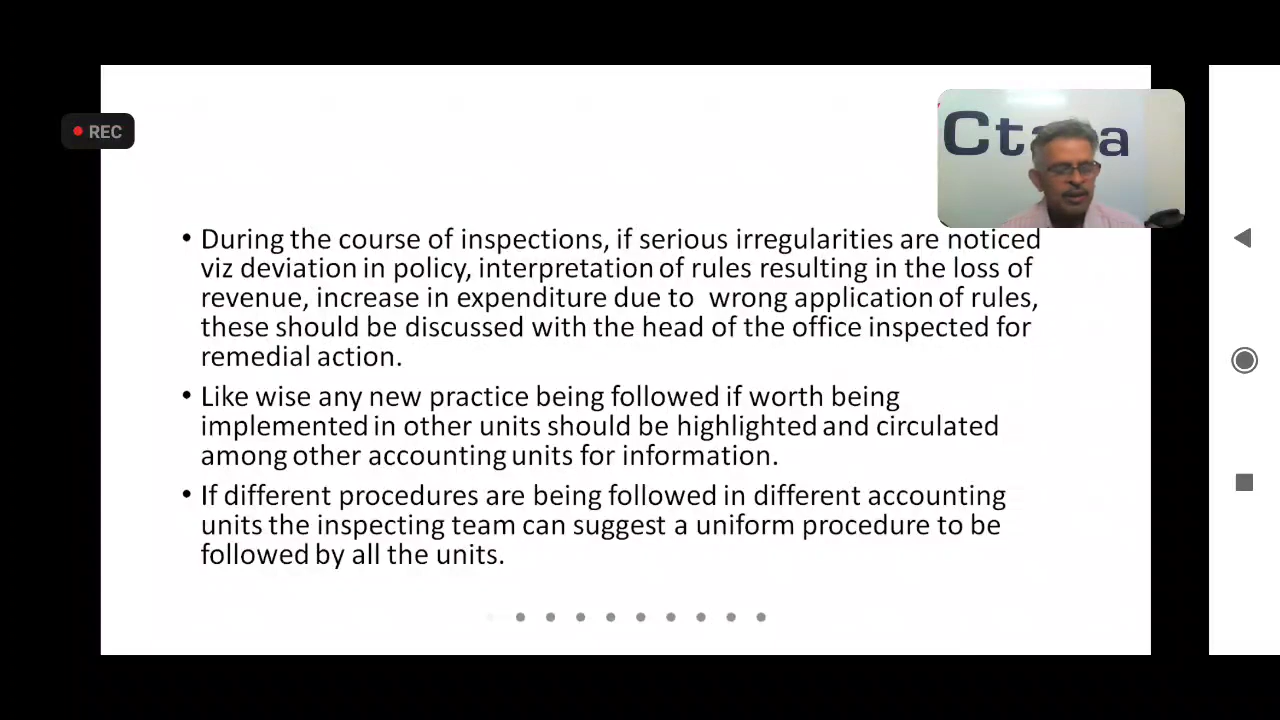 REC
• During the course of inspections, if serious irregularities are noticed
viz deviation in policy, interpretation of rules resulting in the loss of
revenue, increase in expenditure due to  wrong application of rules,
these should be discussed with the head of the office inspected for
remedial action.
• Like wise any new practice being followed if worth being
implemented in other units should be highlighted and circulated
among other accounting units for information.
• If different procedures are being followed in different accounting
units the inspecting team can suggest a uniform procedure to be
followed by all the units.